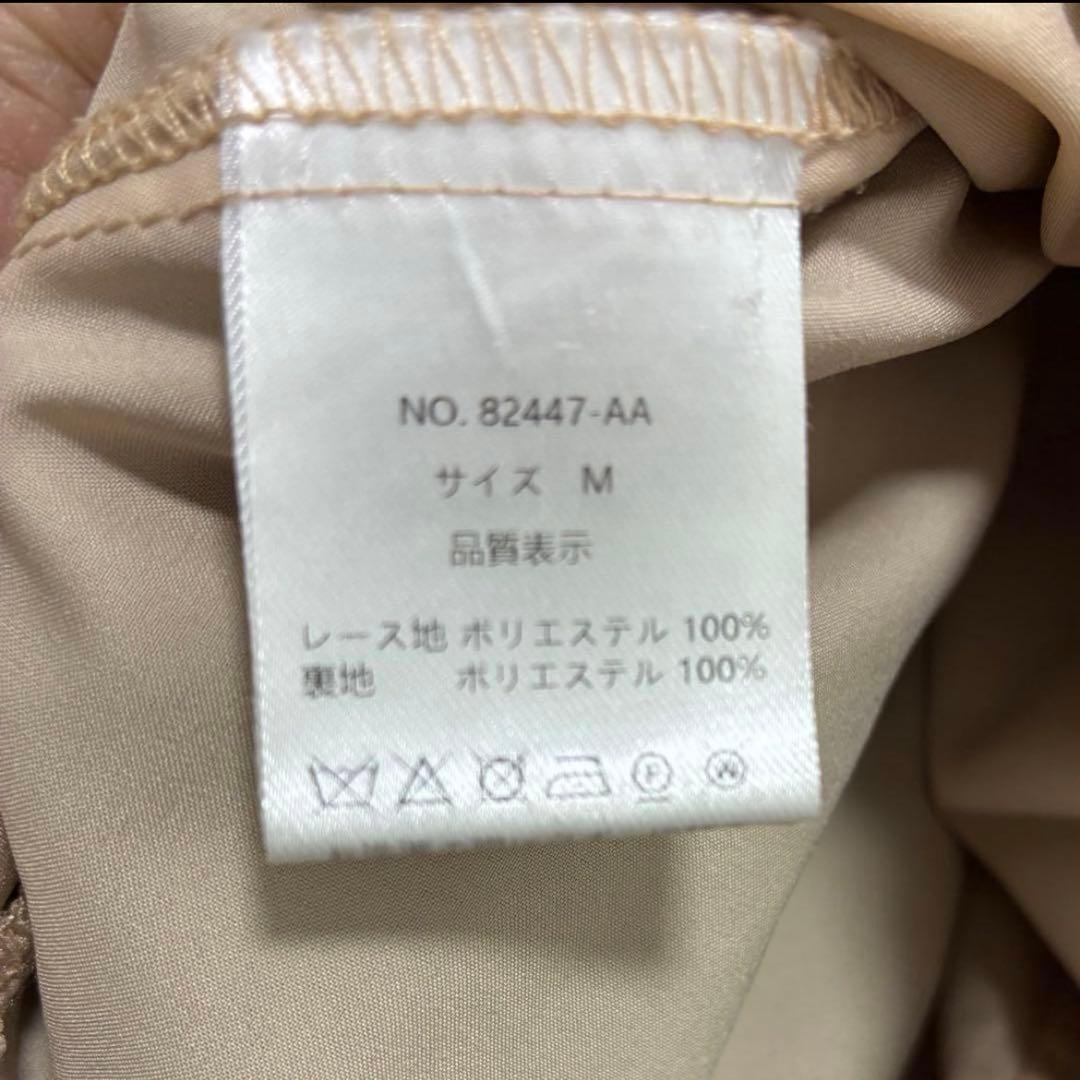 NO. 82447-AA
サイズ M
品質表示
レース地 ポリエステル 100%
裏地 ポリエステル 100%
P
W